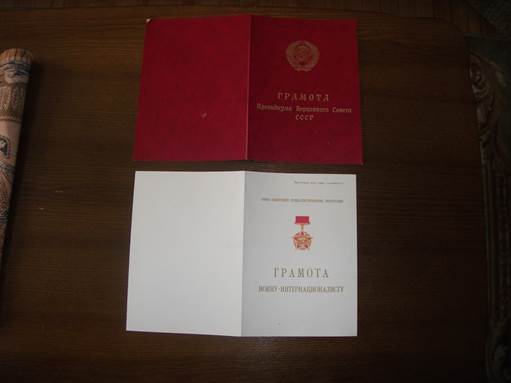 ГРАМОТА
Президиума Верховного Совета
СССР
ГРАМОТА
ВОИНУ-ИНТЕРНАЦИОНАЛИСТУ